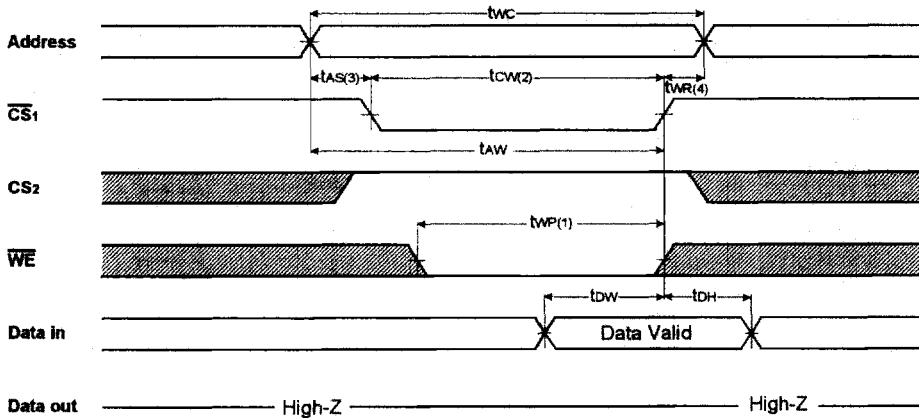 tWC
Address
tAS(3) tCW(2) tWR(4)
CS1
tAW
CS2
tWP(1)
WE
tDW tDH
Data in Data Valid
Data out High-Z High-Z